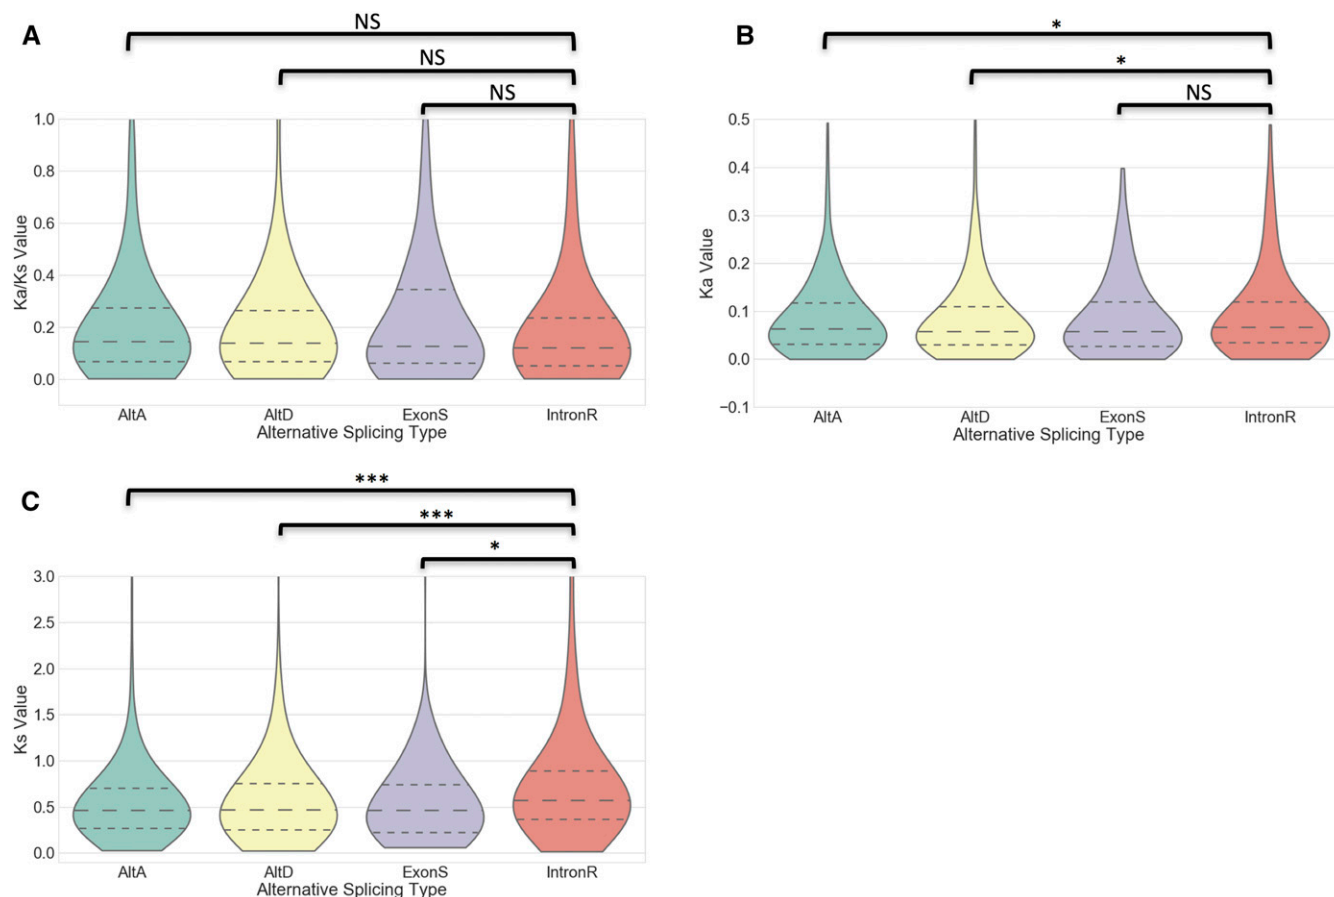 A
NS
NS
NS
1.0
0.8
0.6
0.4
0.2
0.0
Ka/Ks Value
AltA AltD ExonS IntronR
Alternative Splicing Type
B
*
*
NS
0.5
0.4
0.3
0.2
0.1
0.0
−0.1
Ka Value
AltA AltD ExonS IntronR
Alternative Splicing Type
C
***
***
*
3.0
2.5
2.0
1.5
1.0
0.5
0.0
Ks Value
AltA AltD ExonS IntronR
Alternative Splicing Type